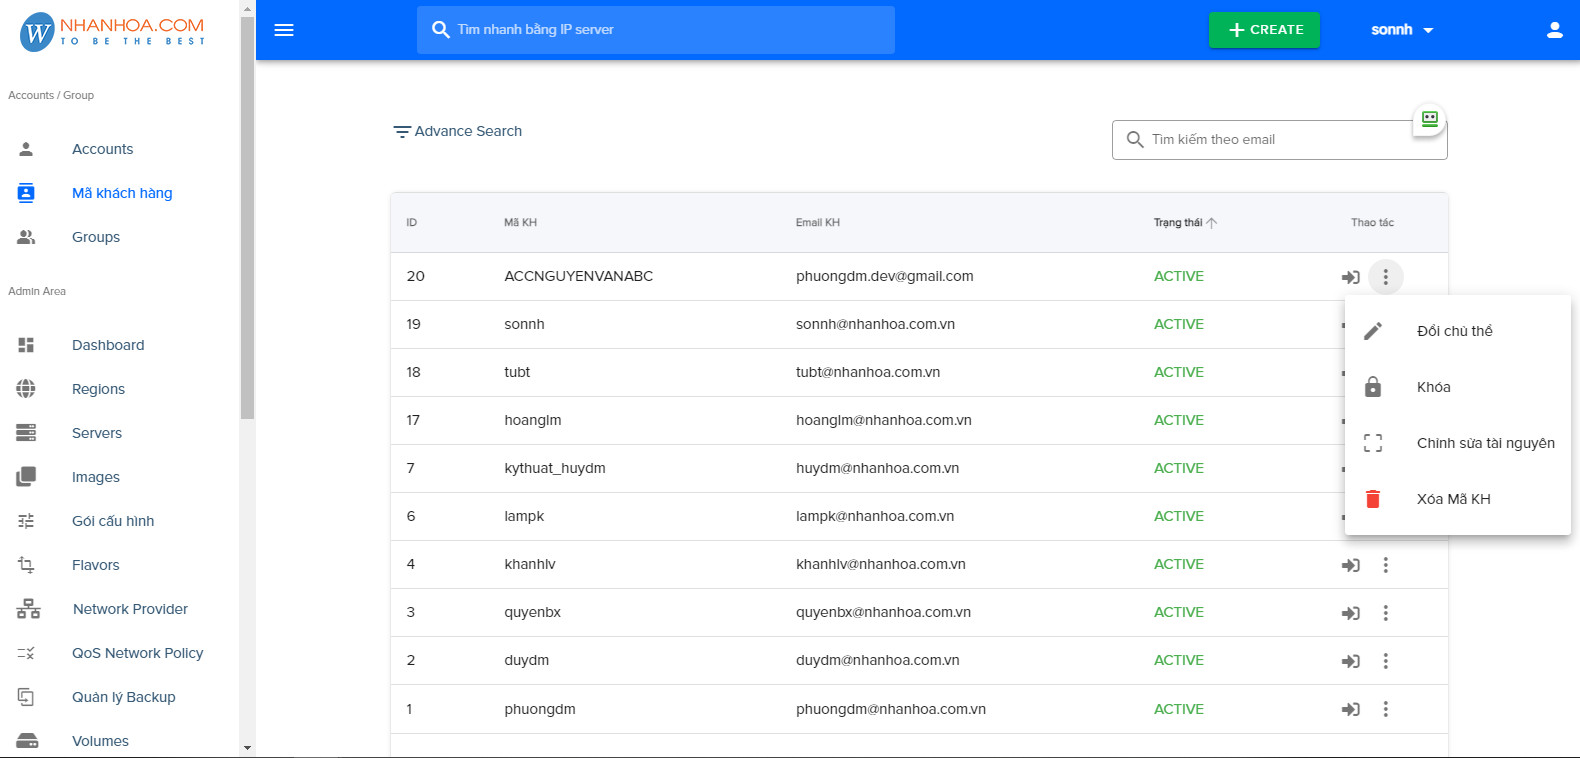 W NHANHOA.COM
TO BE THE BEST
Tìm nhanh bằng IP server
CREATE
sonnh
Accounts / Group
Accounts
Mã khách hàng
Groups
Admin Area
Dashboard
Regions
Servers
Images
Gói cấu hình
Flavors
Network Provider
QoS Network Policy
Quản lý Backup
Volumes
Advance Search
Tìm kiếm theo email
ID Mã KH Email KH Trạng thái Thao tác
20 ACCNGUYENVANABC phuongdm.dev@gmail.com ACTIVE
19 sonnh sonnh@nhanhoa.com.vn ACTIVE
18 tubt tubt@nhanhoa.com.vn ACTIVE
17 hoanglm hoanglm@nhanhoa.com.vn ACTIVE
7 kythuat_huydm huydm@nhanhoa.com.vn ACTIVE
6 lampk lampk@nhanhoa.com.vn ACTIVE
4 khanhlv khanhlv@nhanhoa.com.vn ACTIVE
3 quyenbx quyenbx@nhanhoa.com.vn ACTIVE
2 duydm duydm@nhanhoa.com.vn ACTIVE
1 phuongdm phuongdm@nhanhoa.com.vn ACTIVE
Đổi chủ thể
Khóa
Chỉnh sửa tài nguyên
Xóa Mã KH